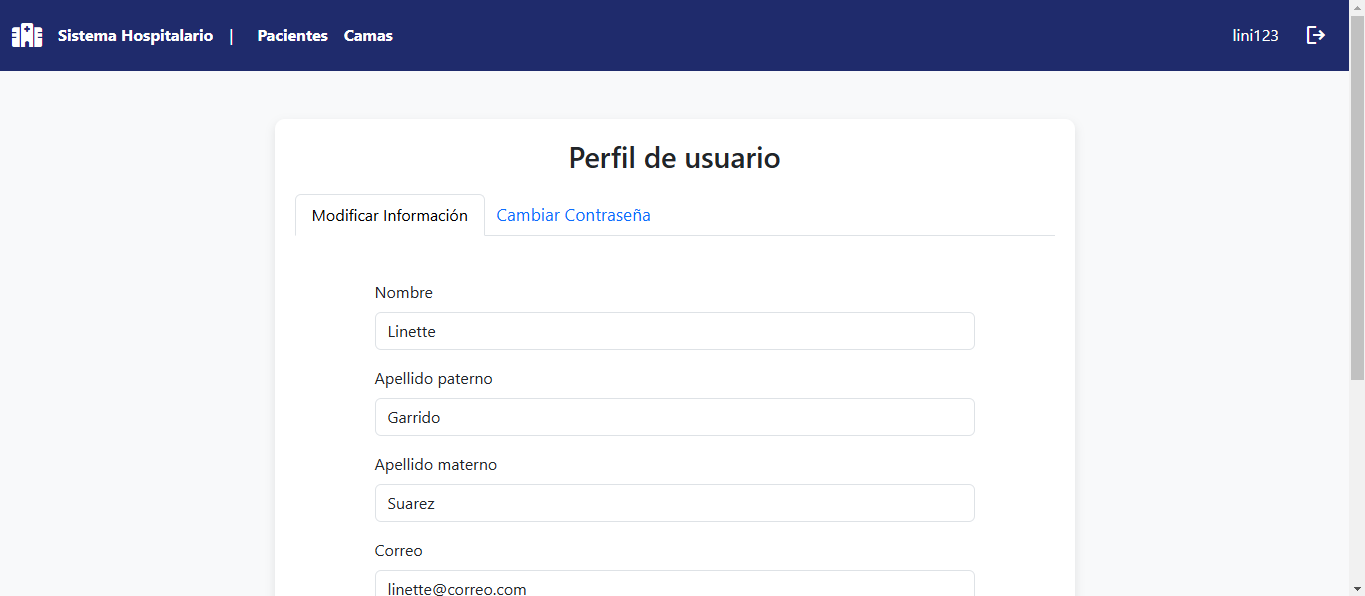 Sistema Hospitalario | Pacientes Camas lini123
Perfil de usuario
Modificar Información Cambiar Contraseña
Nombre
Linette
Apellido paterno
Garrido
Apellido materno
Suarez
Correo
linette@correo.com